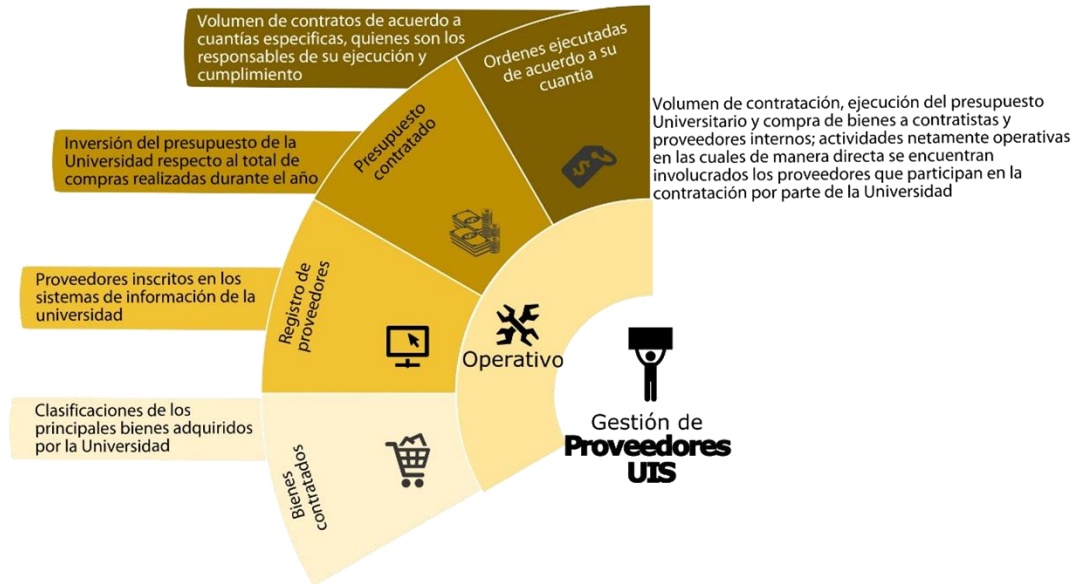 Volumen de contratos de acuerdo a
cuantías especificas, quienes son los
responsables de su ejecución y
cumplimiento
Ordenes ejecutadas
de acuerdo a su
cuantía
Volumen de contratación, ejecución del presupuesto
Universitario y compra de bienes a contratistas y
proveedores internos; actividades netamente operativas
en las cuales de manera directa se encuentran
involucrados los proveedores que participan en la
contratación por parte de la Universidad
Inversión del presupuesto de la
Universidad respecto al total de
compras realizadas durante el año
Presupuesto
contratado
Proveedores inscritos en los
sistemas de información de la
universidad
Registro de
proveedores
Operativo
Gestión de
Proveedores
UIS
Clasificaciones de los
principales bienes adquiridos
por la Universidad
Bienes
contratados